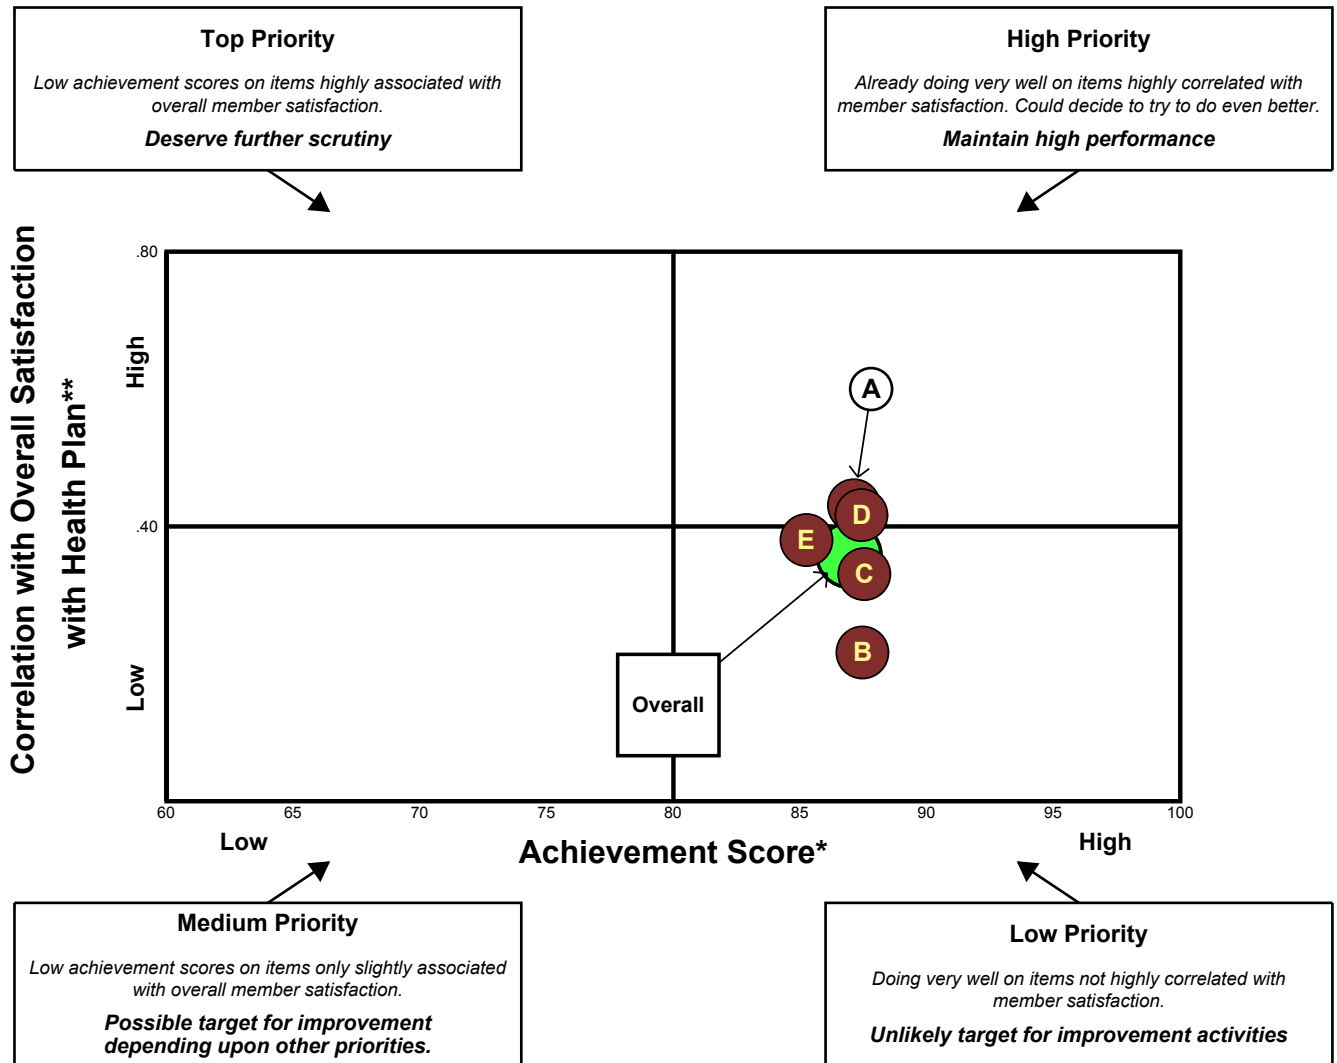 Top Priority
Low achievement scores on items highly associated with
overall member satisfaction.
Deserve further scrutiny
High Priority
Already doing very well on items highly correlated with
member satisfaction. Could decide to try to do even better.
Maintain high performance
Correlation with Overall Satisfaction
with Health Plan**
.80
High
.40
Low
A
D
E
C
B
Overall
60
65
70
75
80
85
90
95
100
Low
Achievement Score*
High
Medium Priority
Low achievement scores on items only slightly associated
with overall member satisfaction.
Possible target for improvement
depending upon other priorities.
Low Priority
Doing very well on items not highly correlated with
member satisfaction.
Unlikely target for improvement activities